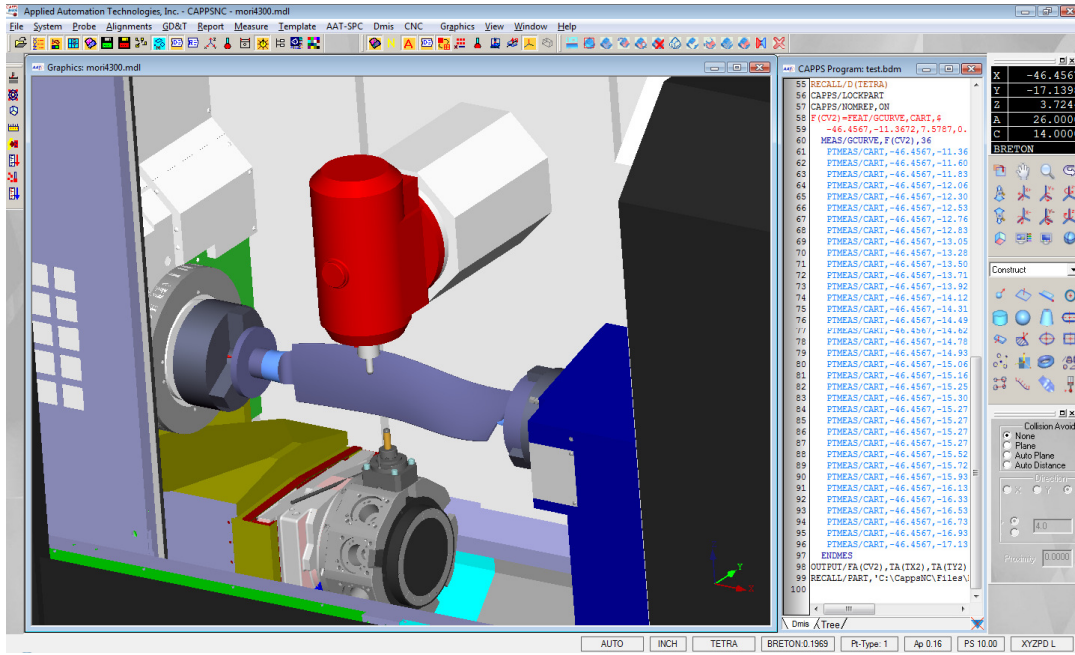 Applied Automation Technologies, Inc. - CAPPSNC - mori4300.mdl
File System Probe Alignments GD&T Report Measure Template AAT-SPC Dmis CNC Graphics View Window Help
Graphics: mori4300.mdl
CAPPS Program: test.bdm
55 RECALL/D(TETRA)
56 CAPPS/LOCKPART
57 CAPPS/NOMREP,ON
58 F(CV2)=FEAT/GCURVE,CART,4
59 -46.4567,-11.3672,7.5787,0.
60 MEAS/GCURVE,F(CV2),36
61 PTMEAS/CART,-46.4567,-11.36
62 PTMEAS/CART,-46.4567,-11.60
63 PTMEAS/CART,-46.4567,-11.83
64 PTMEAS/CART,-46.4567,-12.06
65 PTMEAS/CART,-46.4567,-12.30
66 PTMEAS/CART,-46.4567,-12.53
67 PTMEAS/CART,-46.4567,-12.76
68 PTMEAS/CART,-46.4567,-12.83
69 PTMEAS/CART,-46.4567,-13.05
70 PTMEAS/CART,-46.4567,-13.28
71 PTMEAS/CART,-46.4567,-13.50
72 PTMEAS/CART,-46.4567,-13.71
73 PTMEAS/CART,-46.4567,-13.92
74 PTMEAS/CART,-46.4567,-14.12
75 PTMEAS/CART,-46.4567,-14.31
76 PTMEAS/CART,-46.4567,-14.49
77 PTMEAS/CART,-46.4567,-14.62
78 PTMEAS/CART,-46.4567,-14.78
79 PTMEAS/CART,-46.4567,-14.93
80 PTMEAS/CART,-46.4567,-15.06
81 PTMEAS/CART,-46.4567,-15.16
82 PTMEAS/CART,-46.4567,-15.25
83 PTMEAS/CART,-46.4567,-15.30
84 PTMEAS/CART,-46.4567,-15.27
85 PTMEAS/CART,-46.4567,-15.27
86 PTMEAS/CART,-46.4567,-15.27
87 PTMEAS/CART,-46.4567,-15.27
88 PTMEAS/CART,-46.4567,-15.52
89 PTMEAS/CART,-46.4567,-15.72
90 PTMEAS/CART,-46.4567,-15.93
91 PTMEAS/CART,-46.4567,-16.13
92 PTMEAS/CART,-46.4567,-16.33
93 PTMEAS/CART,-46.4567,-16.53
94 PTMEAS/CART,-46.4567,-16.73
95 PTMEAS/CART,-46.4567,-16.93
96 PTMEAS/CART,-46.4567,-17.13
97 ENDMES
98 OUTPUT/FA(CV2),TA(TX2),TA(TY2)
99 RECALL/PART,'C:\CappsNC\Files\
100
Dmis Tree
X -46.4567
Y -17.139
Z 3.724
A 26.000
C 14.000
BRETON
Construct
Collision Avoid
None
Plane
Auto Plane
Auto Distance
Direction
X Y
4.0
Proximity 0.8000
Y
X
AUTO INCH TETRA BRETON:0.1969 Pt-Type: 1 Ap 0.16 PS 10.00 XYZPD L